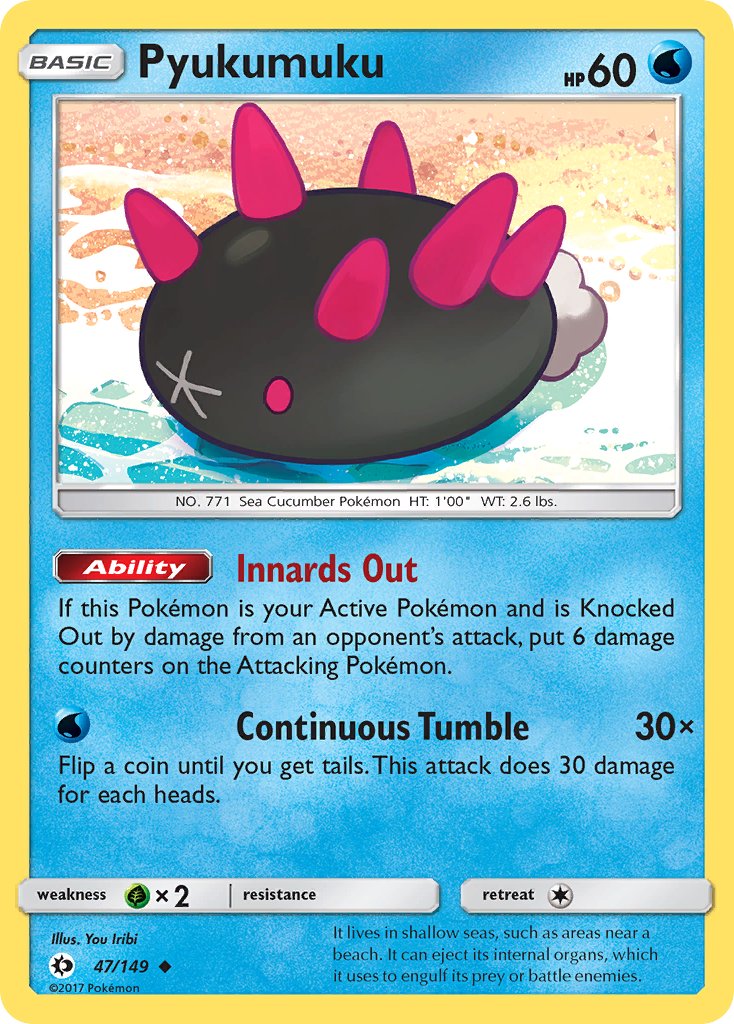 BASIC Pyukumuku HP60
NO. 771 Sea Cucumber Pokémon HT: 1'00" WT: 2.6 lbs.
Ability Innards Out
If this Pokémon is your Active Pokémon and is Knocked
Out by damage from an opponent's attack, put 6 damage
counters on the Attacking Pokémon.
Continuous Tumble 30×
Flip a coin until you get tails. This attack does 30 damage
for each heads.
weakness ×2 resistance retreat
Illus. You Iribi
47/149
©2017 Pokémon
It lives in shallow seas, such as areas near a
beach. It can eject its internal organs, which
it uses to engulf its prey or battle enemies.